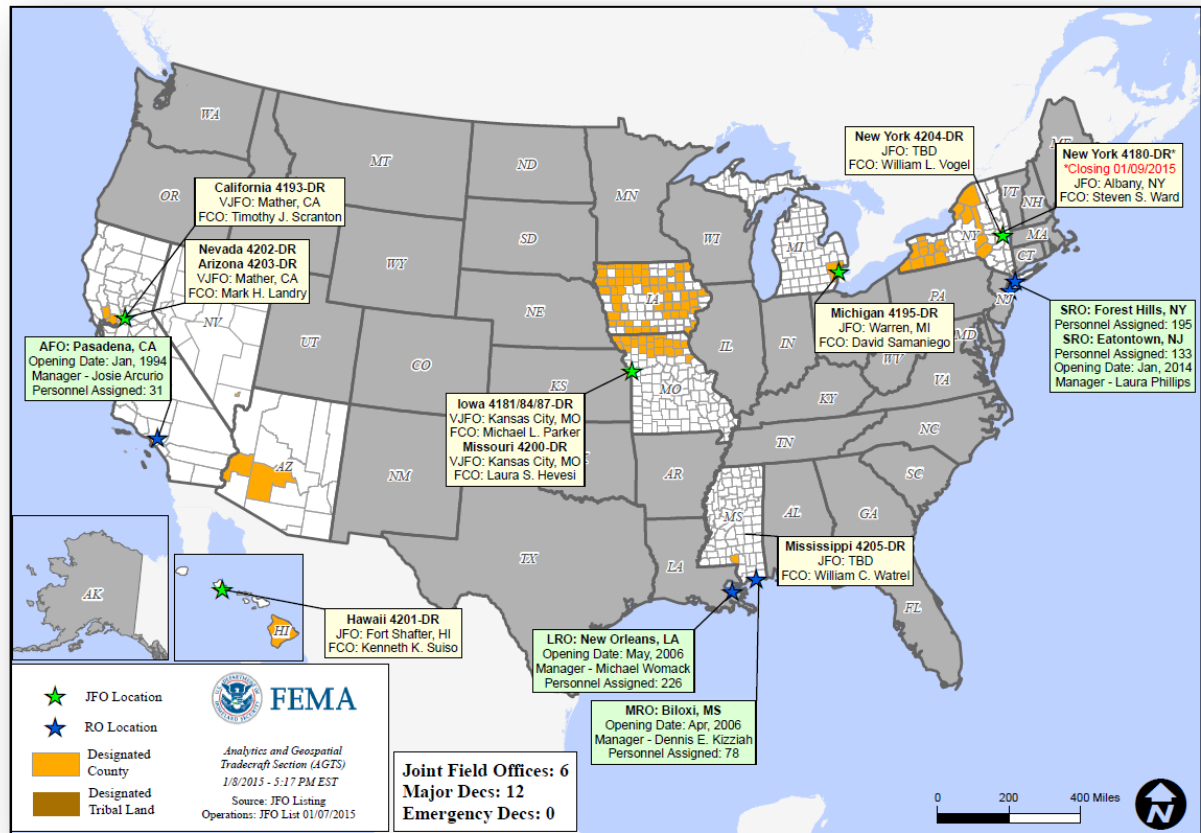 WA
OR
MT
ND
MN
SD
WI
WY
NE
NV
UT
CO
KS
IA
MO
MI
IL
IN
WV
VA
KY
TN
NC
SC
AR
MS
AL
GA
LA
FL
TX
NM
AZ
PA
MD
NJ
NY
VT
NH
ME
MA
CT
AK
HI
New York 4204-DR
JFO: TBD
FCO: William L. Vogel
New York 4180-DR*
*Closing 01/09/2015
JFO: Albany, NY
FCO: Steven S. Ward
California 4193-DR
VJFO: Mather, CA
FCO: Timothy J. Scranton
Nevada 4202-DR
Arizona 4203-DR
VJFO: Mather, CA
FCO: Mark H. Landry
AFO: Pasadena, CA
Opening Date: Jan, 1994
Manager - Josie Arcurio
Personnel Assigned: 31
SRO: Forest Hills, NY
Personnel Assigned: 195
SRO: Eatontown, NJ
Personnel Assigned: 133
Opening Date: Jan, 2014
Manager - Laura Phillips
Michigan 4195-DR
JFO: Warren, MI
FCO: David Samaniego
Iowa 4181/84/87-DR
VJFO: Kansas City, MO
FCO: Michael L. Parker
Missouri 4200-DR
VJFO: Kansas City, MO
FCO: Laura S. Hevesi
Mississippi 4205-DR
JFO: TBD
FCO: William C. Watrel
Hawaii 4201-DR
JFO: Fort Shafter, HI
FCO: Kenneth K. Suiso
LRO: New Orleans, LA
Opening Date: May, 2006
Manager - Michael Womack
Personnel Assigned: 226
MRO: Biloxi, MS
Opening Date: Apr, 2006
Manager - Dennis E. Kizziah
Personnel Assigned: 78
JFO Location
RO Location
Designated
County
Designated
Tribal Land
FEMA
Analytics and Geospatial
Tradecraft Section (AGTS)
1/8/2015 - 5:17 PM EST
Source: JFO Listing
Operations: JFO List 01/07/2015
Joint Field Offices: 6
Major Decs: 12
Emergency Decs: 0
0 200 400 Miles
N